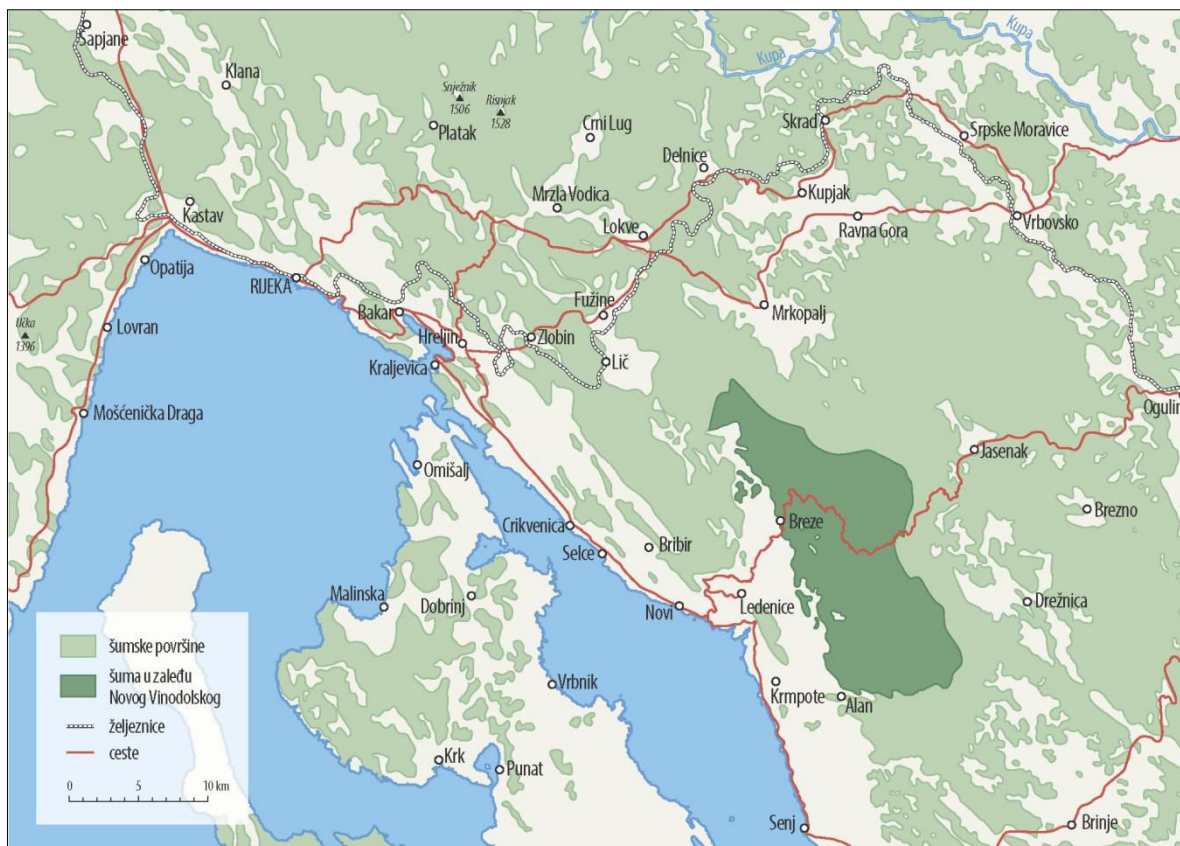 Šapjane
Klana
Snježnik
1506
Risnjak
1528
Platak
Crni Lug
Kupa
Kupa
Skrad
Srpske Moravice
Delnice
Kupjak
Kastav
Mrzla Vodica
Lokve
Ravna Gora
Vrbovsko
Opatija
RIJEKA
Bakar
Fužine
Mrkopalj
Učka
1396
Lovran
Hreljin
Zlobin
Kraljevica
Lič
Mošćenička Draga
Ogulin
Omišalj
Jasenak
Crikvenica
Breze
Brezno
Selce
Bribir
Malinska
Dobrinj
Novi
Ledenice
Drežnica
Vrbnik
Krmpote
Alan
Krk
Punat
Senj
Brinje
šumske površine
šuma u zaleđu
Novog Vinodolskog
željeznice
ceste
0 5 10 km